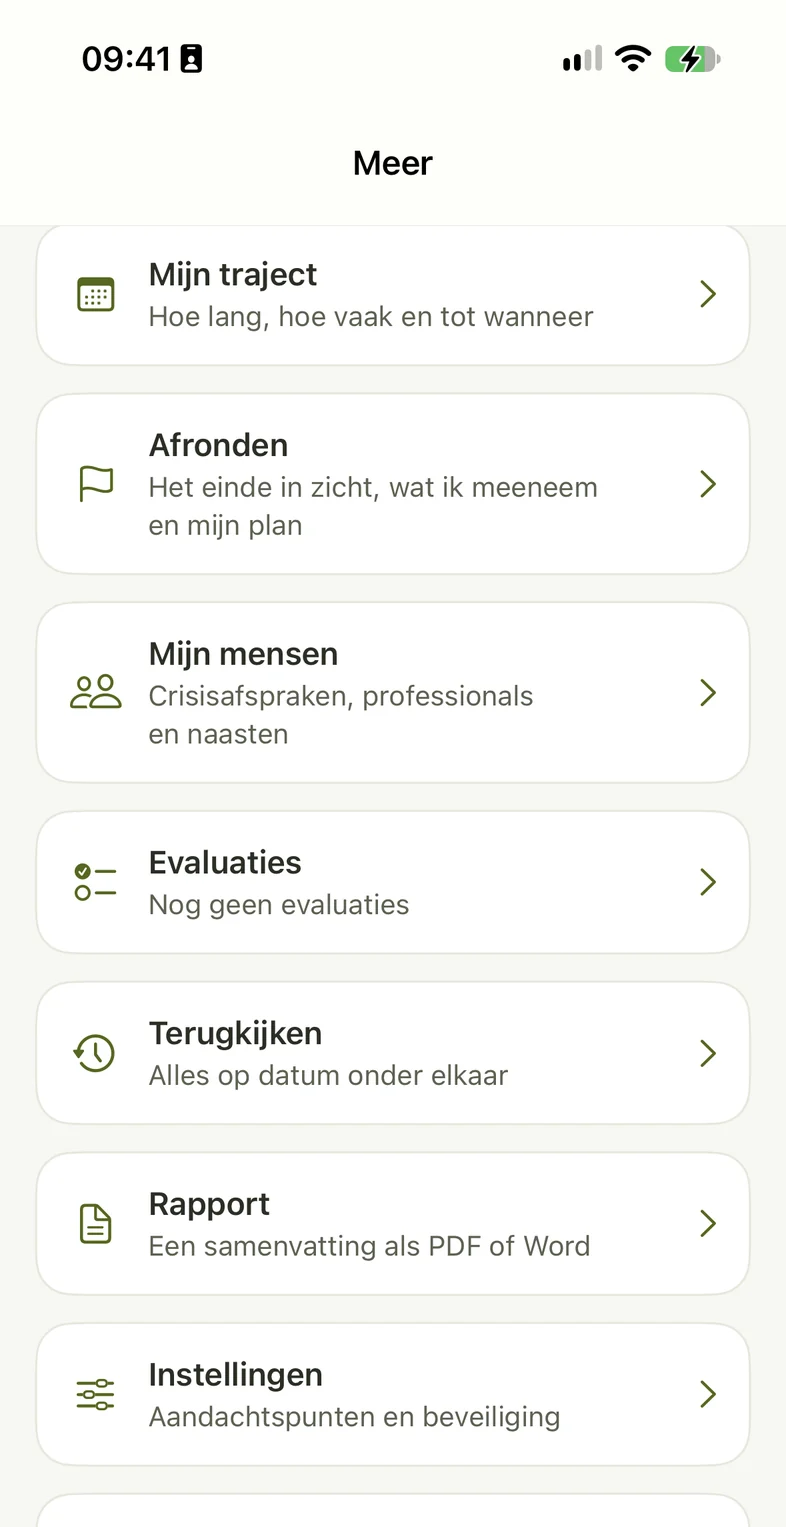 09:41
Meer
Mijn traject
Hoe lang, hoe vaak en tot wanneer
Afronden
Het einde in zicht, wat ik meeneem
en mijn plan
Mijn mensen
Crisisafspraken, professionals
en naasten
Evaluaties
Nog geen evaluaties
Terugkijken
Alles op datum onder elkaar
Rapport
Een samenvatting als PDF of Word
Instellingen
Aandachtspunten en beveiliging